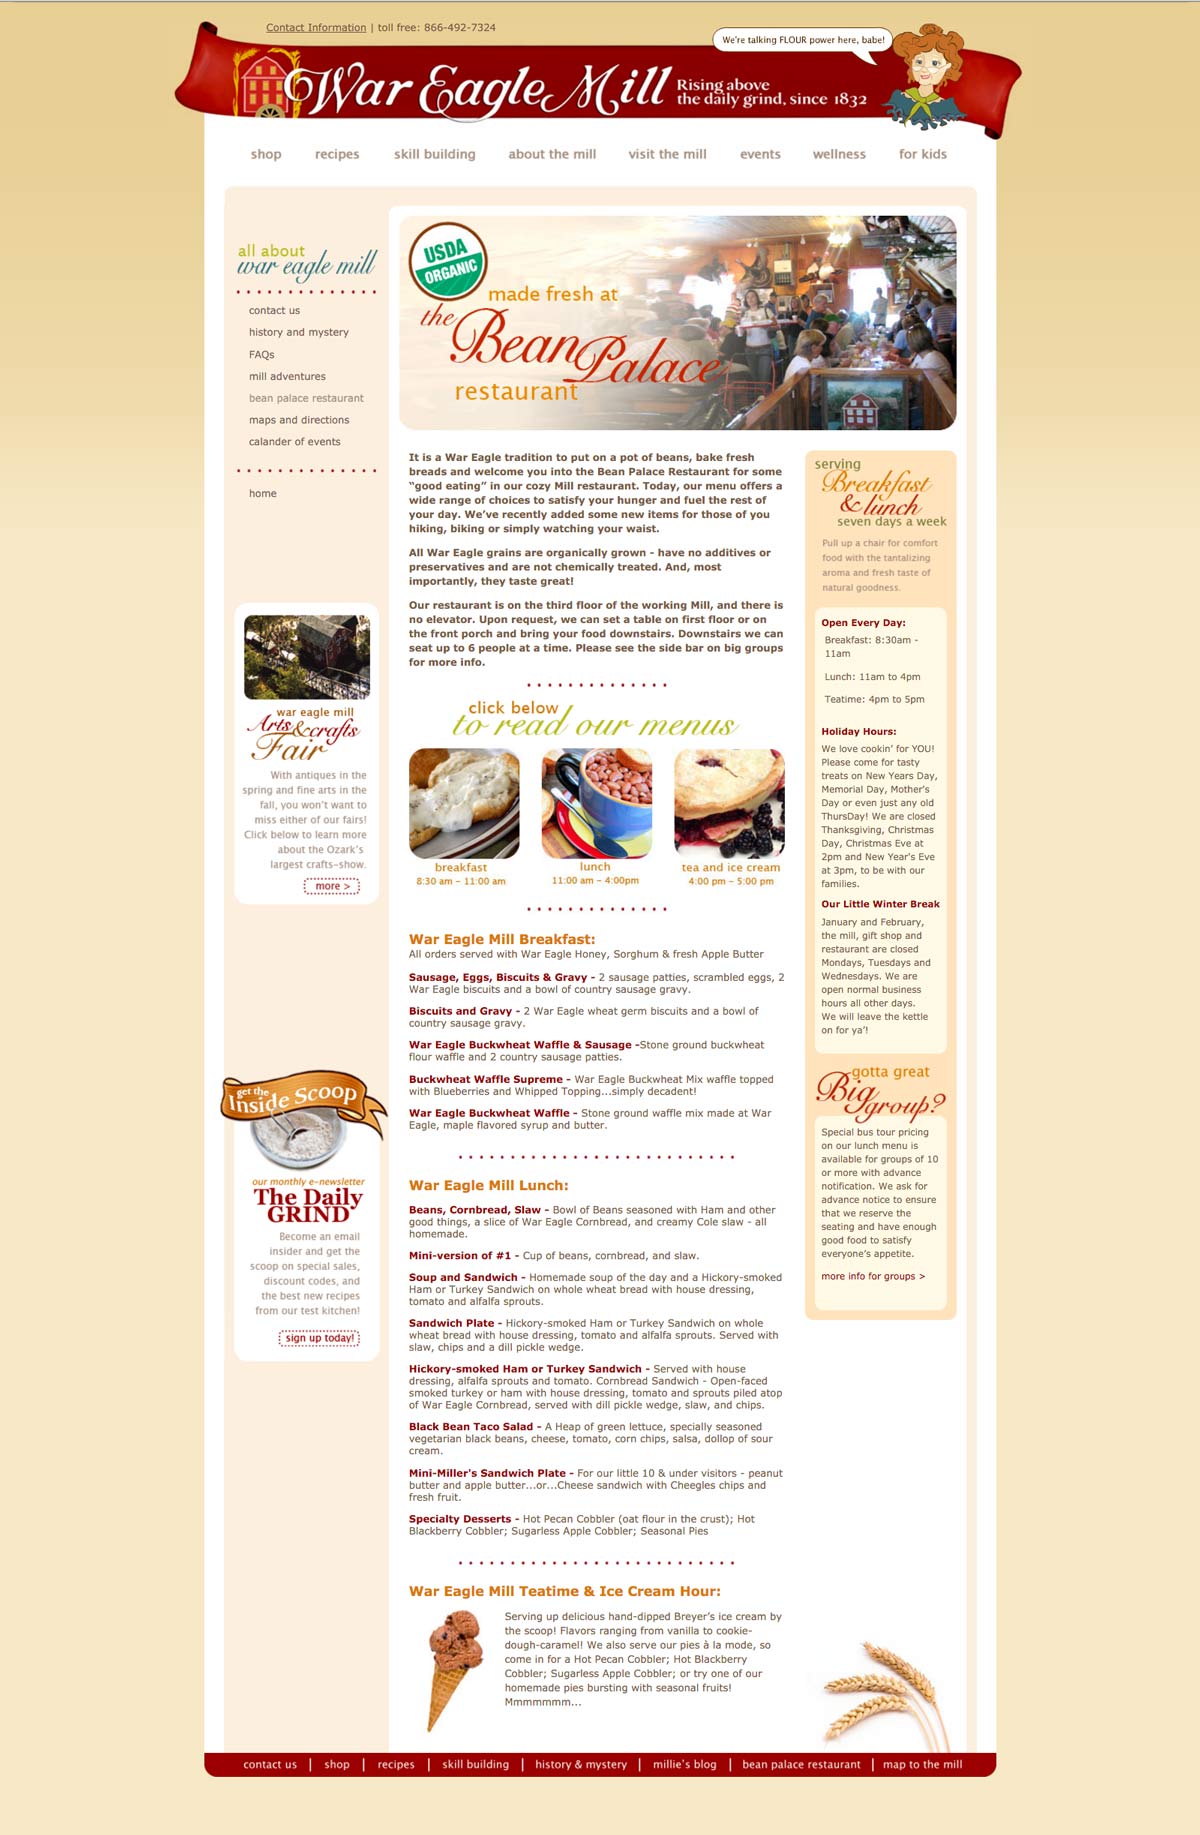 Contact Information | toll free: 866-492-7324
We're talking FLOUR power here, babe!
War Eagle Mill
Rising above
the daily grind, since 1832
shop recipes skill building about the mill visit the mill events wellness for kids
all about
war eagle mill
contact us
history and mystery
FAQs
mill adventures
bean palace restaurant
maps and directions
calander of events
home
war eagle mill
Arts & crafts
Fair
With antiques in the
spring and fine arts in the
fall, you won't want to
miss either of our fairs!
Click below to learn more
about the Ozark's
largest crafts-show.
more >
get the
Inside Scoop
our monthly e-newsletter
The Daily
GRIND
Become an email
insider and get the
scoop on special sales,
discount codes, and
the best new recipes
from our test kitchen!
sign up today!
USDA
ORGANIC
made fresh at
the
Bean Palace
restaurant
It is a War Eagle tradition to put on a pot of beans, bake fresh
breads and welcome you into the Bean Palace Restaurant for some
“good eating” in our cozy Mill restaurant. Today, our menu offers a
wide range of choices to satisfy your hunger and fuel the rest of
your day. We’ve recently added some new items for those of you
hiking, biking or simply watching your waist.
All War Eagle grains are organically grown - have no additives or
preservatives and are not chemically treated. And, most
importantly, they taste great!
Our restaurant is on the third floor of the working Mill, and there is
no elevator. Upon request, we can set a table on first floor or on
the front porch and bring your food downstairs. Downstairs we can
seat up to 6 people at a time. Please see the side bar on big groups
for more info.
click below
to read our menus
breakfast
8:30 am – 11:00 am
lunch
11:00 am – 4:00pm
tea and ice cream
4:00 pm – 5:00 pm
War Eagle Mill Breakfast:
All orders served with War Eagle Honey, Sorghum & fresh Apple Butter
Sausage, Eggs, Biscuits & Gravy - 2 sausage patties, scrambled eggs, 2
War Eagle biscuits and a bowl of country sausage gravy.
Biscuits and Gravy - 2 War Eagle wheat germ biscuits and a bowl of
country sausage gravy.
War Eagle Buckwheat Waffle & Sausage -Stone ground buckwheat
flour waffle and 2 country sausage patties.
Buckwheat Waffle Supreme - War Eagle Buckwheat Mix waffle topped
with Blueberries and Whipped Topping...simply decadent!
War Eagle Buckwheat Waffle - Stone ground waffle mix made at War
Eagle, maple flavored syrup and butter.
War Eagle Mill Lunch:
Beans, Cornbread, Slaw - Bowl of Beans seasoned with Ham and other
good things, a slice of War Eagle Cornbread, and creamy Cole slaw - all
homemade.
Mini-version of #1 - Cup of beans, cornbread, and slaw.
Soup and Sandwich - Homemade soup of the day and a Hickory-smoked
Ham or Turkey Sandwich on whole wheat bread with house dressing,
tomato and alfalfa sprouts.
Sandwich Plate - Hickory-smoked Ham or Turkey Sandwich on whole
wheat bread with house dressing, tomato and alfalfa sprouts. Served with
slaw, chips and a dill pickle wedge.
Hickory-smoked Ham or Turkey Sandwich - Served with house
dressing, alfalfa sprouts and tomato. Cornbread Sandwich - Open-faced
smoked turkey or ham with house dressing, tomato and sprouts piled atop
of War Eagle Cornbread, served with dill pickle wedge, slaw, and chips.
Black Bean Taco Salad - A Heap of green lettuce, specially seasoned
vegetarian black beans, cheese, tomato, corn chips, salsa, dollop of sour
cream.
Mini-Miller's Sandwich Plate - For our little 10 & under visitors - peanut
butter and apple butter...or...Cheese sandwich with Cheegles chips and
fresh fruit.
Specialty Desserts - Hot Pecan Cobbler (oat flour in the crust); Hot
Blackberry Cobbler; Sugarless Apple Cobbler; Seasonal Pies
War Eagle Mill Teatime & Ice Cream Hour:
Serving up delicious hand-dipped Breyer’s ice cream by
the scoop! Flavors ranging from vanilla to cookie-
dough-caramel! We also serve our pies à la mode, so
come in for a Hot Pecan Cobbler; Hot Blackberry
Cobbler; Sugarless Apple Cobbler; or try one of our
homemade pies bursting with seasonal fruits!
Mmmmmmm...
serving
Breakfast
& lunch
seven days a week
Pull up a chair for comfort
food with the tantalizing
aroma and fresh taste of
natural goodness.
Open Every Day:
Breakfast: 8:30am -
11am
Lunch: 11am to 4pm
Teatime: 4pm to 5pm
Holiday Hours:
We love cookin’ for YOU!
Please come for tasty
treats on New Years Day,
Memorial Day, Mother's
Day or even just any old
ThursDay! We are closed
Thanksgiving, Christmas
Day, Christmas Eve at
2pm and New Year's Eve
at 3pm, to be with our
families.
Our Little Winter Break
January and February,
the mill, gift shop and
restaurant are closed
Mondays, Tuesdays and
Wednesdays. We are
open normal business
hours all other days.
We will leave the kettle
on for ya’!
gotta great
Big group?
Special bus tour pricing
on our lunch menu is
available for groups of 10
or more with advance
notification. We ask for
advance notice to ensure
that we reserve the
seating and have enough
good food to satisfy
everyone’s appetite.
more info for groups >
contact us | shop | recipes | skill building | history & mystery | millie's blog | bean palace restaurant | map to the mill